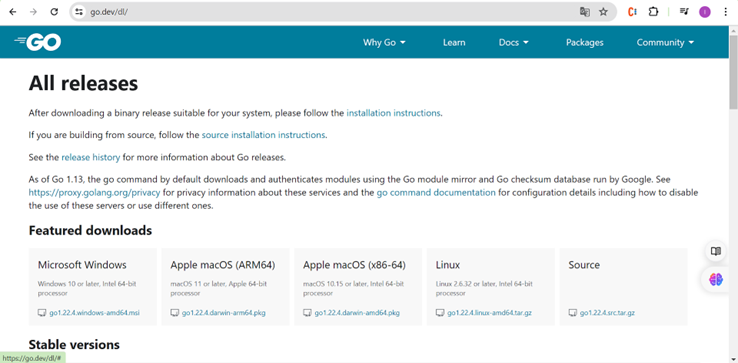 go.dev/dl/
GO
Why Go
Learn
Docs
Packages
Community
All releases
After downloading a binary release suitable for your system, please follow the installation instructions.
If you are building from source, follow the source installation instructions.
See the release history for more information about Go releases.
As of Go 1.13, the go command by default downloads and authenticates modules using the Go module mirror and Go checksum database run by Google. See
https://proxy.golang.org/privacy for privacy information about these services and the go command documentation for configuration details including how to disable
the use of these servers or use different ones.
Featured downloads
Microsoft Windows
Windows 10 or later, Intel 64-bit
processor
go1.22.4.windows-amd64.msi
Apple macOS (ARM64)
macOS 11 or later, Apple 64-bit
processor
go1.22.4.darwin-arm64.pkg
Apple macOS (x86-64)
macOS 10.15 or later, Intel 64-bit
processor
go1.22.4.darwin-amd64.pkg
Linux
Linux 2.6.32 or later, Intel 64-bit
processor
go1.22.4.linux-amd64.tar.gz
Source
go1.22.4.src.tar.gz
Stable versions
https://go.dev/dl/#